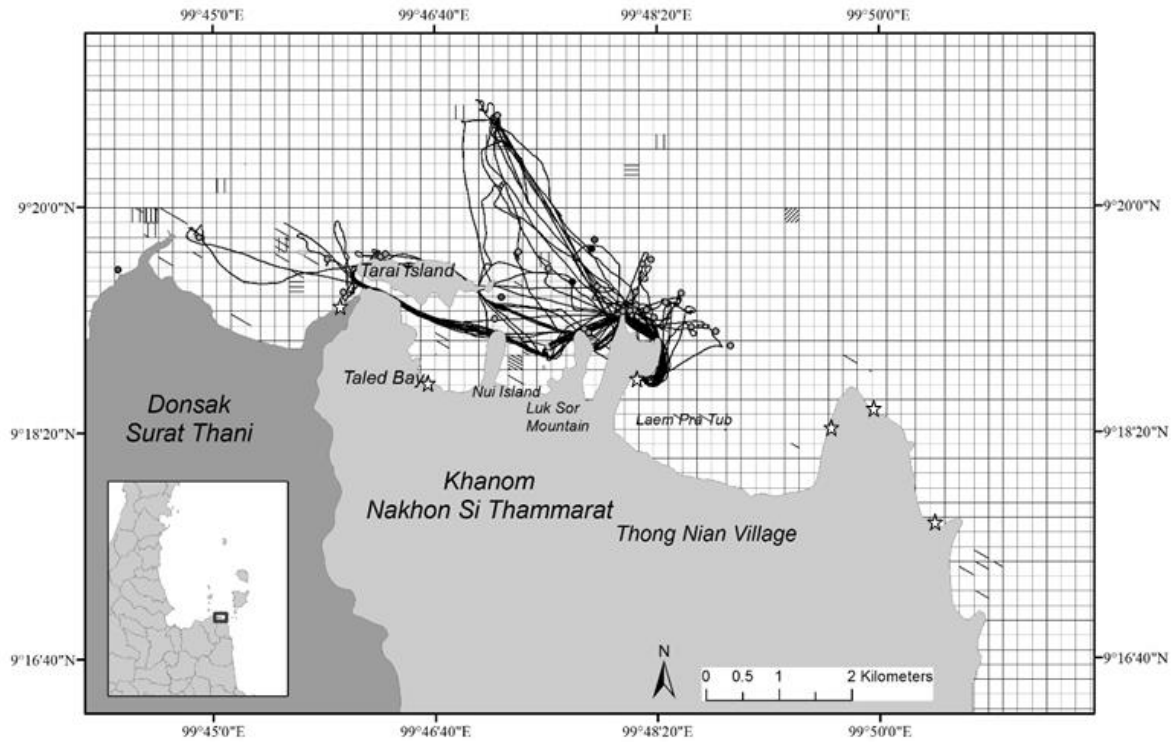 99°45'0"E 99°46'40"E 99°48'20"E 99°50'0"E
9°20'0"N 9°20'0"N
Tarai Island
Taled Bay
Nui Island
Luk Sor
Mountain
Laem Pra Tub
Donsak
Surat Thani
9°18'20"N 9°18'20"N
Khanom
Nakhon Si Thammarat
Thong Nian Village
9°16'40"N 9°16'40"N
N
0 0.5 1 2 Kilometers
99°45'0"E 99°46'40"E 99°48'20"E 99°50'0"E